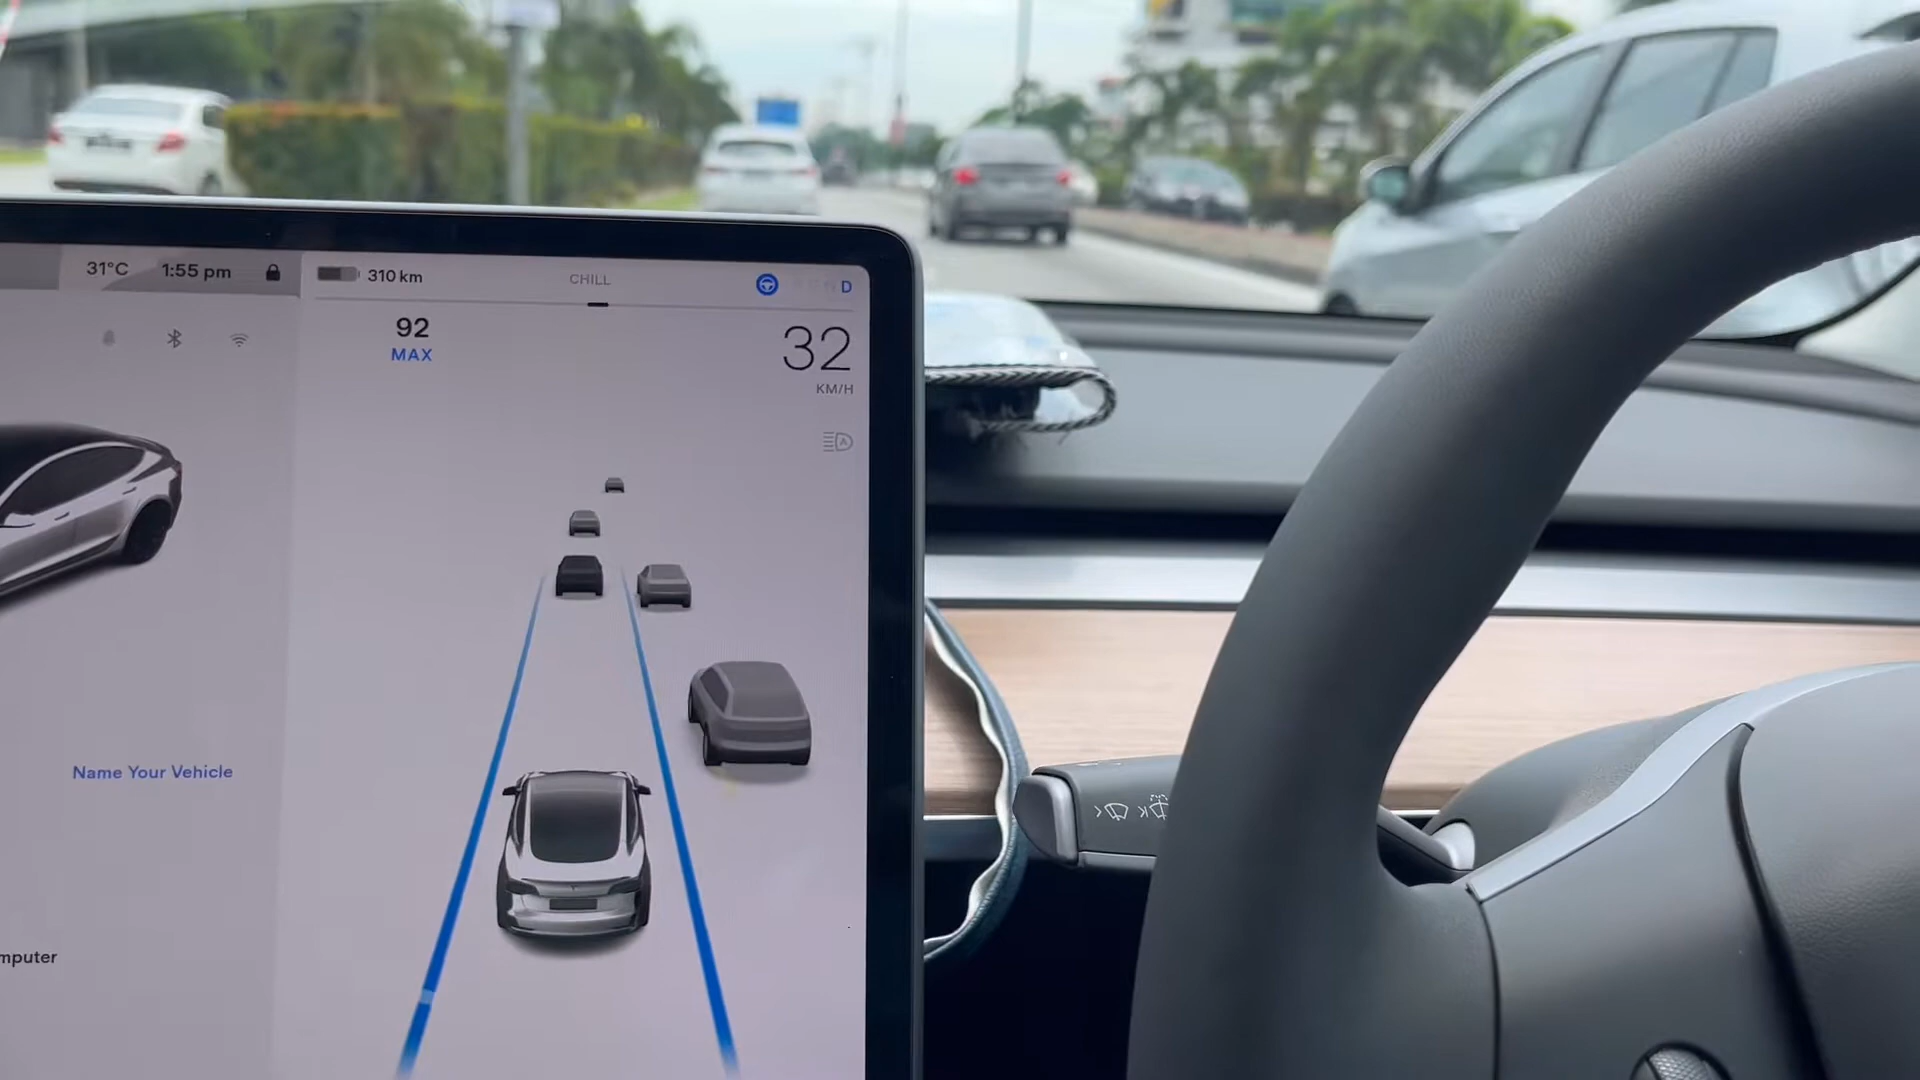 31°C 1:55 pm 310 km CHILL D
92
MAX
32
KM/H
A
Name Your Vehicle
mputer